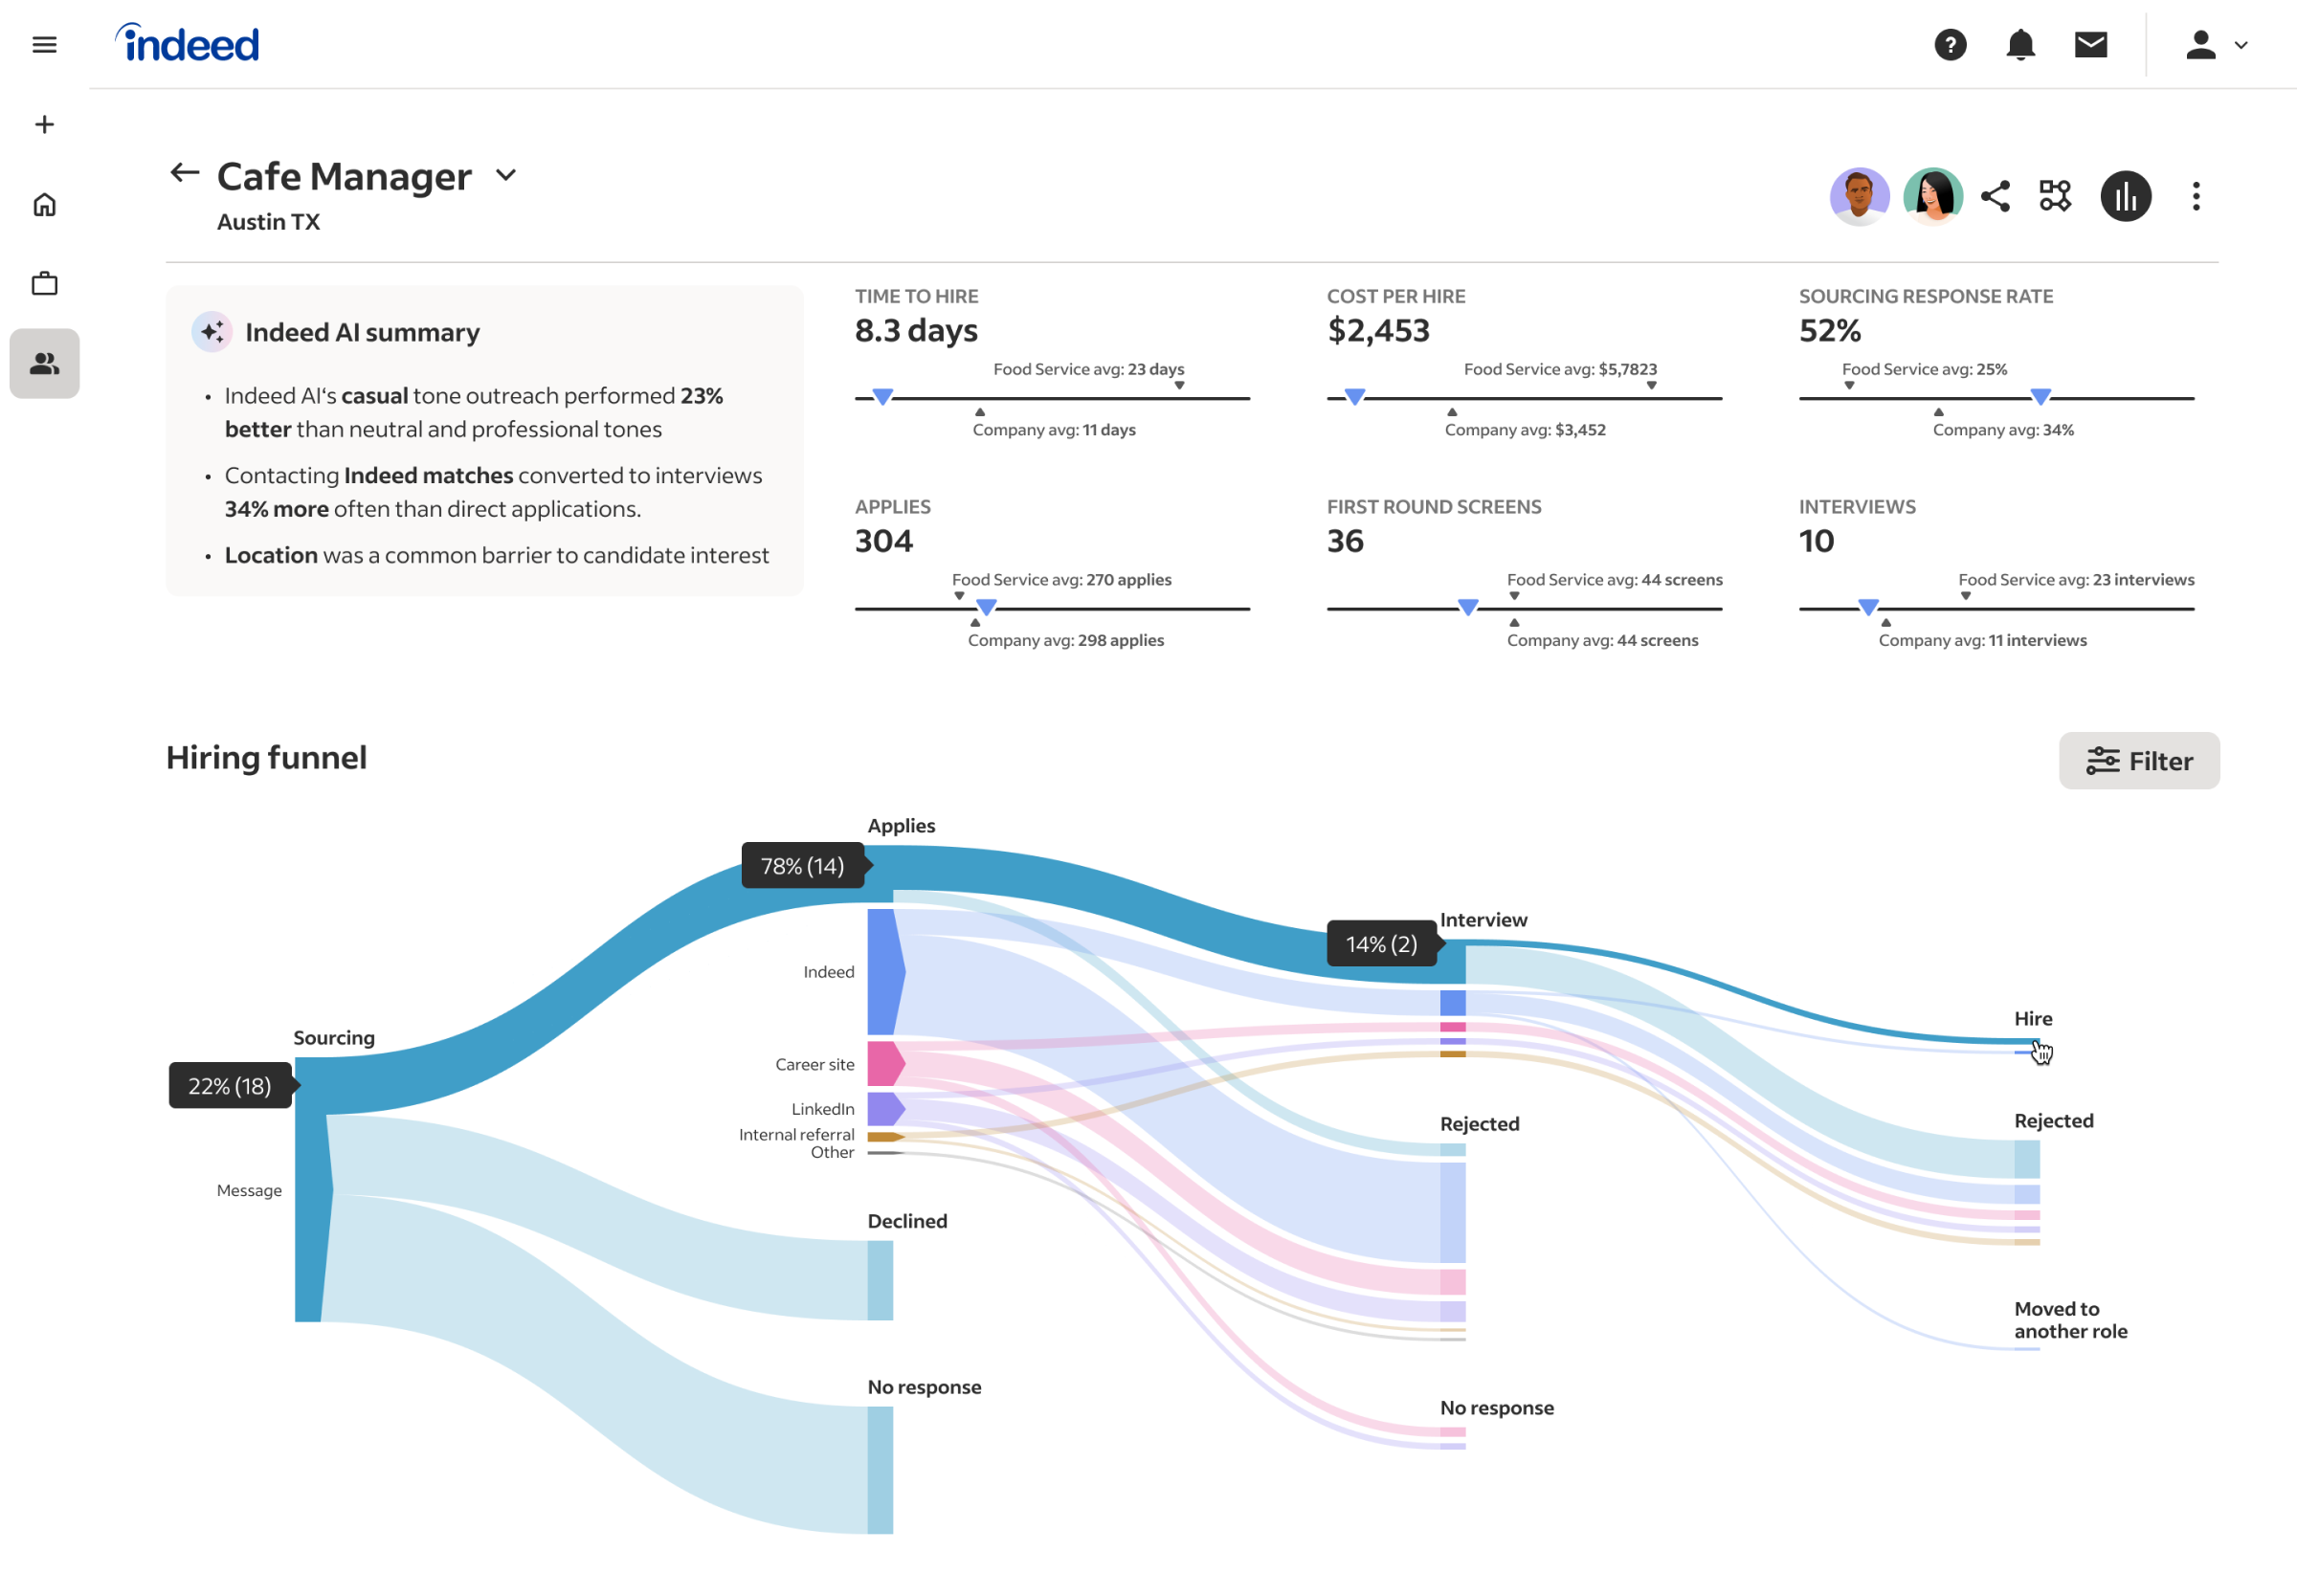 indeed
?
Cafe Manager
Austin TX
Indeed AI summary
• Indeed AI‘s casual tone outreach performed 23%
better than neutral and professional tones
• Contacting Indeed matches converted to interviews
34% more often than direct applications.
• Location was a common barrier to candidate interest
TIME TO HIRE
8.3 days
Food Service avg: 23 days
Company avg: 11 days
COST PER HIRE
$2,453
Food Service avg: $5,7823
Company avg: $3,452
SOURCING RESPONSE RATE
52%
Food Service avg: 25%
Company avg: 34%
APPLIES
304
Food Service avg: 270 applies
Company avg: 298 applies
FIRST ROUND SCREENS
36
Food Service avg: 44 screens
Company avg: 44 screens
INTERVIEWS
10
Food Service avg: 23 interviews
Company avg: 11 interviews
Hiring funnel
Filter
Sourcing
22% (18)
Message
Applies
78% (14)
Indeed
Career site
LinkedIn
Internal referral
Other
Declined
No response
Interview
14% (2)
Rejected
No response
Hire
Rejected
Moved to
another role